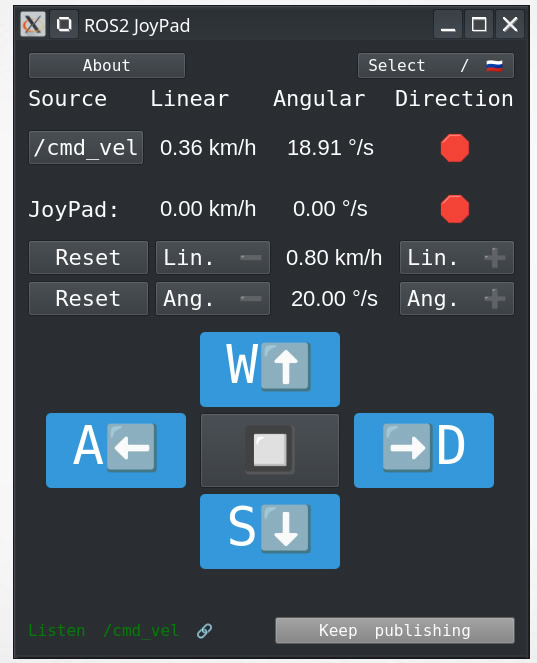 ROS2 JoyPad
About Select / 🇷🇺
Source Linear Angular Direction
/cmd_vel 0.36 km/h 18.91 °/s 🛑
JoyPad: 0.00 km/h 0.00 °/s 🛑
Reset Lin. ➖ 0.80 km/h Lin. ➕
Reset Ang. ➖ 20.00 °/s Ang. ➕
W⬆️
A⬅️ 🔲 ➡️D
S⬇️
Listen /cmd_vel 🔗 Keep publishing